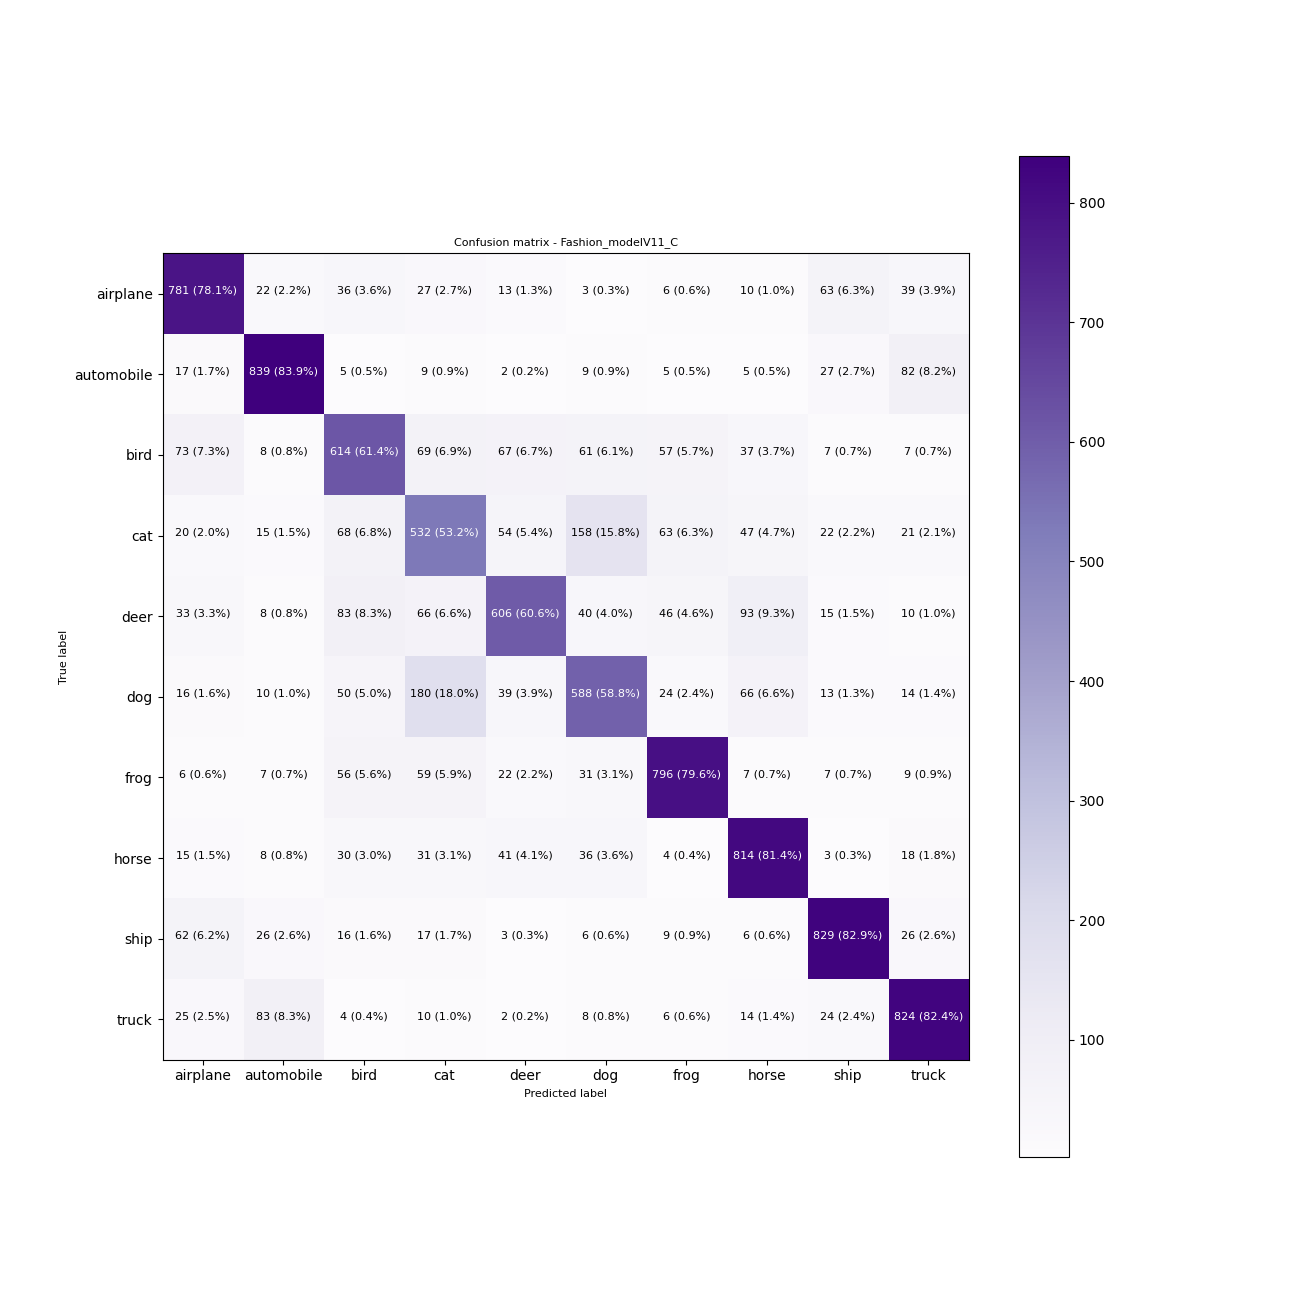 Confusion matrix - Fashion_modelV11_C
800
700
600
500
400
300
200
100
airplane 781 (78.1%) 22 (2.2%) 36 (3.6%) 27 (2.7%) 13 (1.3%) 3 (0.3%) 6 (0.6%) 10 (1.0%) 63 (6.3%) 39 (3.9%)
automobile 17 (1.7%) 839 (83.9%) 5 (0.5%) 9 (0.9%) 2 (0.2%) 9 (0.9%) 5 (0.5%) 5 (0.5%) 27 (2.7%) 82 (8.2%)
bird 73 (7.3%) 8 (0.8%) 614 (61.4%) 69 (6.9%) 67 (6.7%) 61 (6.1%) 57 (5.7%) 37 (3.7%) 7 (0.7%) 7 (0.7%)
cat 20 (2.0%) 15 (1.5%) 68 (6.8%) 532 (53.2%) 54 (5.4%) 158 (15.8%) 63 (6.3%) 47 (4.7%) 22 (2.2%) 21 (2.1%)
deer 33 (3.3%) 8 (0.8%) 83 (8.3%) 66 (6.6%) 606 (60.6%) 40 (4.0%) 46 (4.6%) 93 (9.3%) 15 (1.5%) 10 (1.0%)
dog 16 (1.6%) 10 (1.0%) 50 (5.0%) 180 (18.0%) 39 (3.9%) 588 (58.8%) 24 (2.4%) 66 (6.6%) 13 (1.3%) 14 (1.4%)
frog 6 (0.6%) 7 (0.7%) 56 (5.6%) 59 (5.9%) 22 (2.2%) 31 (3.1%) 796 (79.6%) 7 (0.7%) 7 (0.7%) 9 (0.9%)
horse 15 (1.5%) 8 (0.8%) 30 (3.0%) 31 (3.1%) 41 (4.1%) 36 (3.6%) 4 (0.4%) 814 (81.4%) 3 (0.3%) 18 (1.8%)
ship 62 (6.2%) 26 (2.6%) 16 (1.6%) 17 (1.7%) 3 (0.3%) 6 (0.6%) 9 (0.9%) 6 (0.6%) 829 (82.9%) 26 (2.6%)
truck 25 (2.5%) 83 (8.3%) 4 (0.4%) 10 (1.0%) 2 (0.2%) 8 (0.8%) 6 (0.6%) 14 (1.4%) 24 (2.4%) 824 (82.4%)
airplane automobile bird cat deer dog frog horse ship truck
Predicted label
True label